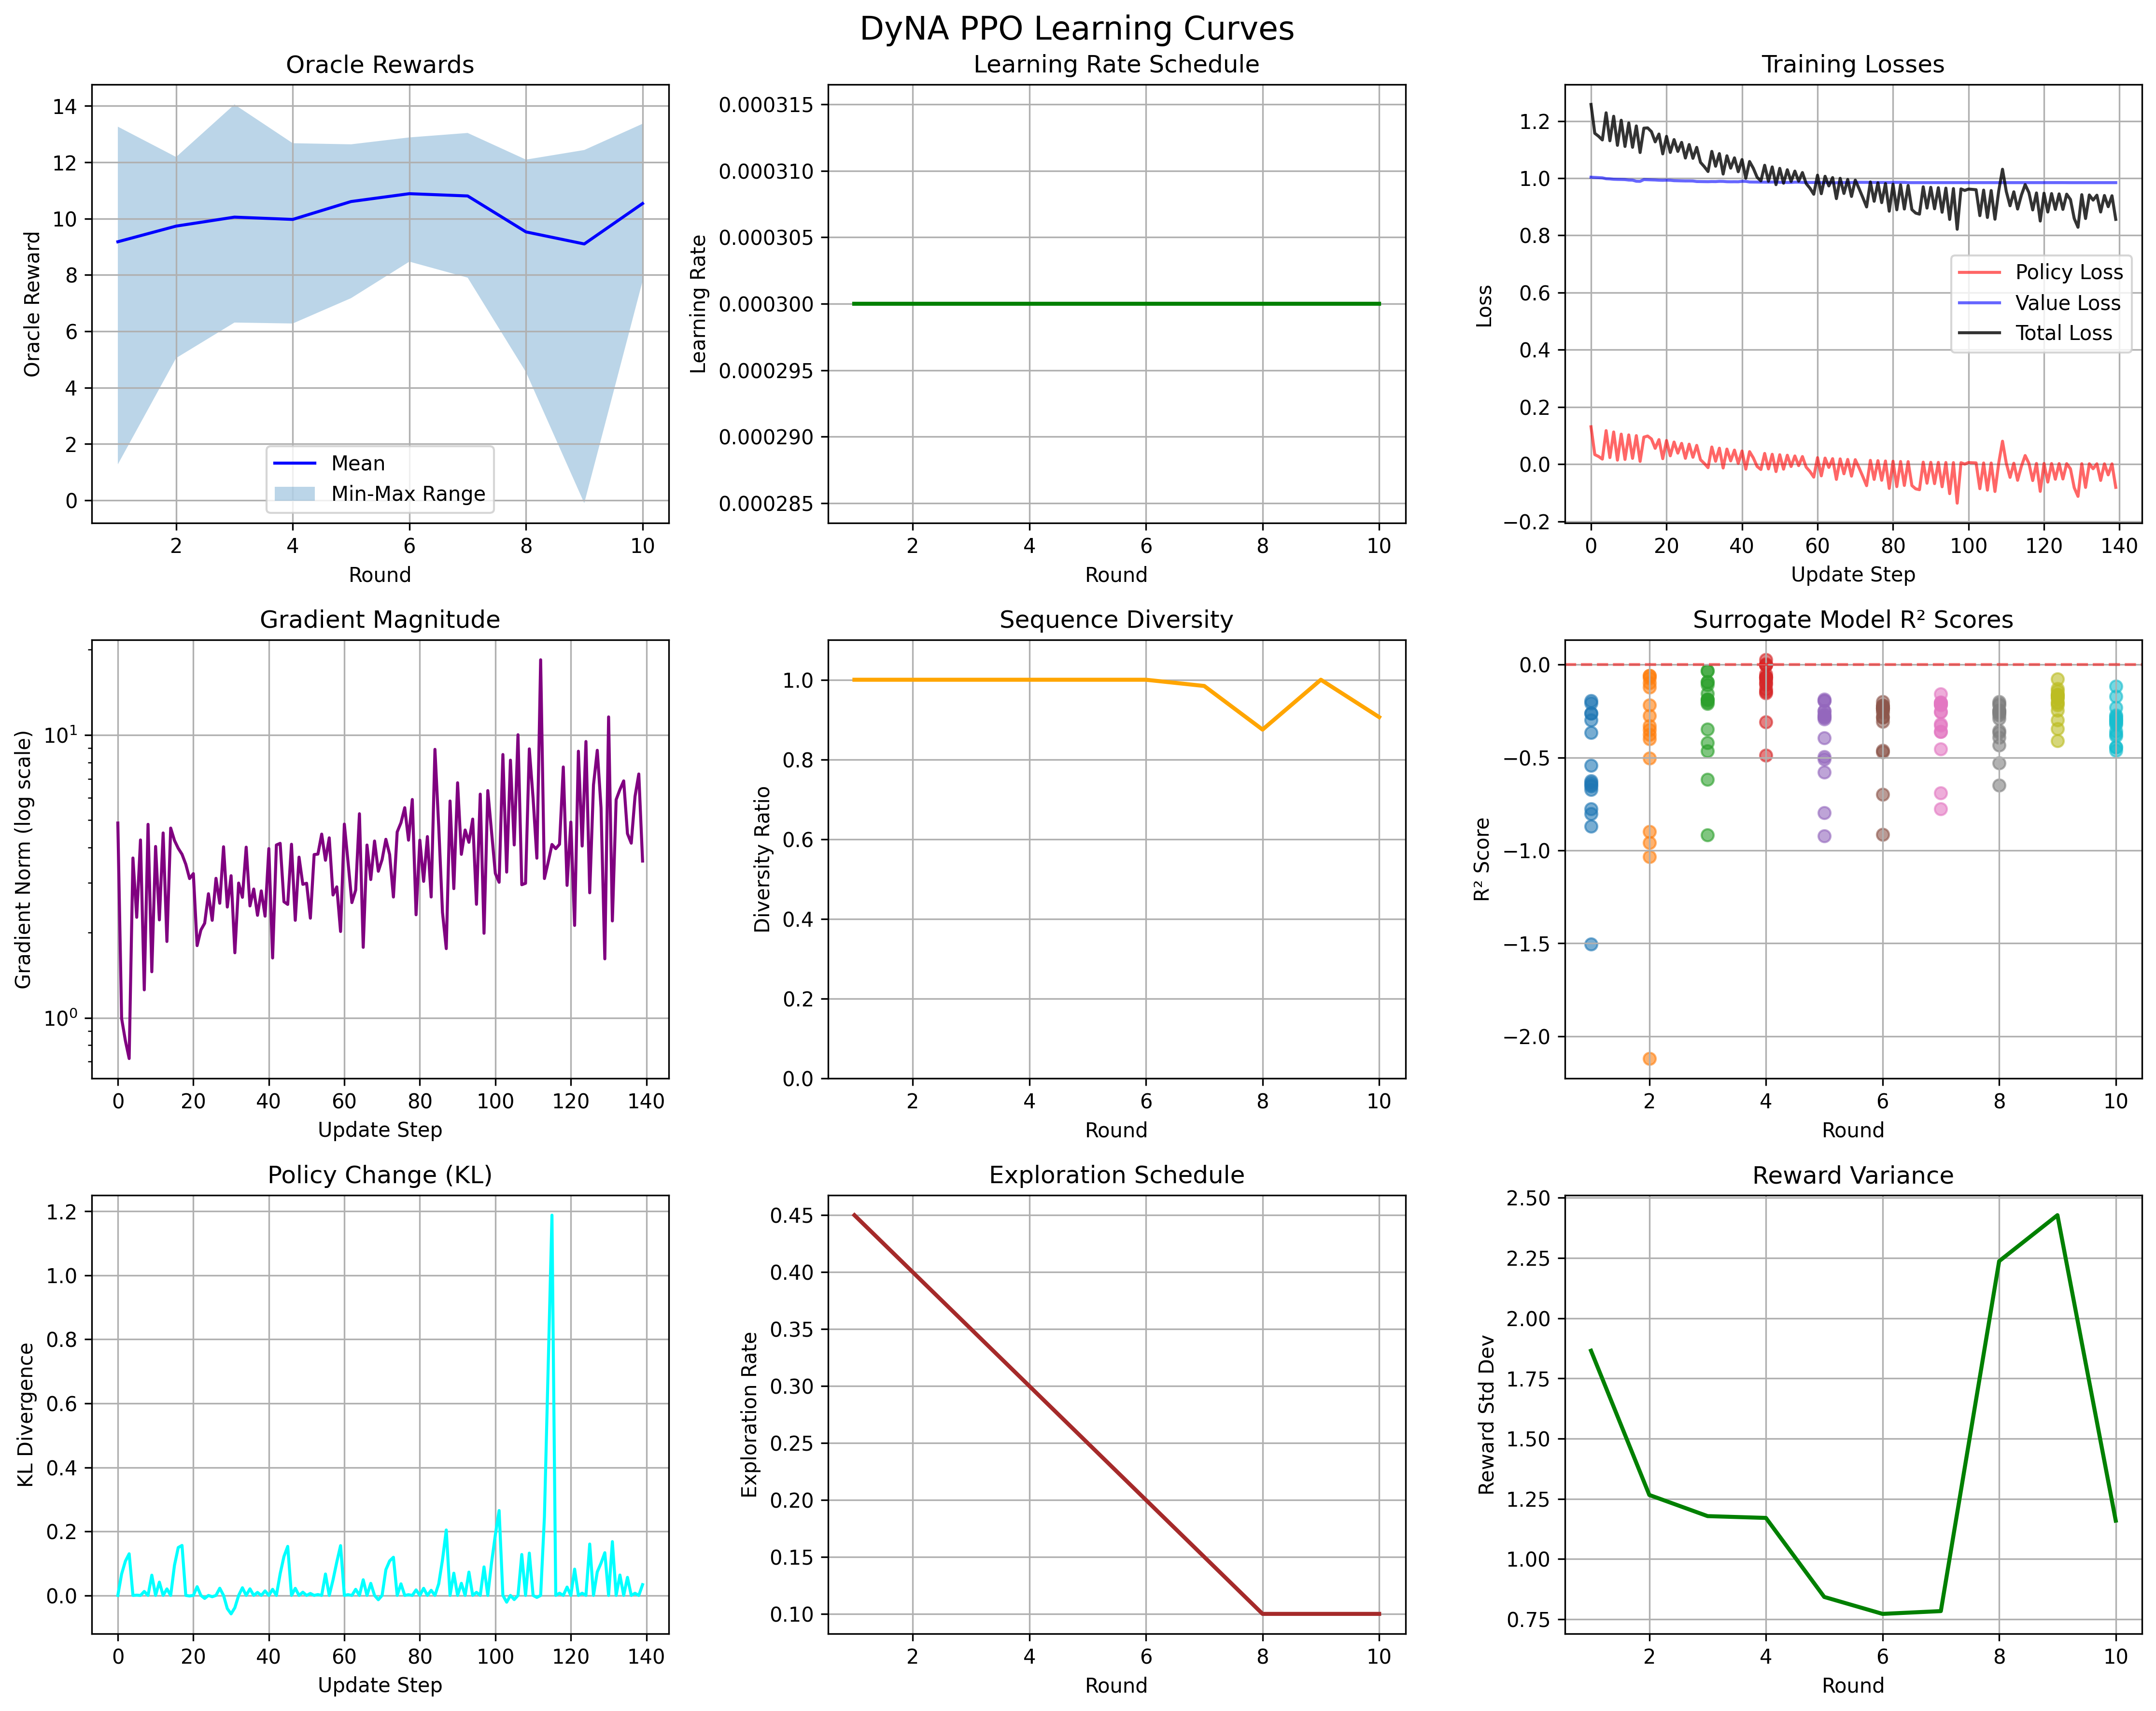 DyNA PPO Learning Curves
Oracle Rewards
14
12
10
8
6
4
2
0
Oracle Reward
Mean
Min-Max Range
2 4 6 8 10
Round
Learning Rate Schedule
0.000315
0.000310
0.000305
0.000300
0.000295
0.000290
0.000285
Learning Rate
2 4 6 8 10
Round
Training Losses
1.2
1.0
0.8
0.6
0.4
0.2
0.0
−0.2
Loss
Policy Loss
Value Loss
Total Loss
0 20 40 60 80 100 120 140
Update Step
Gradient Magnitude
10¹
10⁰
Gradient Norm (log scale)
0 20 40 60 80 100 120 140
Update Step
Sequence Diversity
1.0
0.8
0.6
0.4
0.2
0.0
Diversity Ratio
2 4 6 8 10
Round
Surrogate Model R² Scores
0.0
−0.5
−1.0
−1.5
−2.0
R² Score
2 4 6 8 10
Round
Policy Change (KL)
1.2
1.0
0.8
0.6
0.4
0.2
0.0
KL Divergence
0 20 40 60 80 100 120 140
Update Step
Exploration Schedule
0.45
0.40
0.35
0.30
0.25
0.20
0.15
0.10
Exploration Rate
2 4 6 8 10
Round
Reward Variance
2.50
2.25
2.00
1.75
1.50
1.25
1.00
0.75
Reward Std Dev
2 4 6 8 10
Round